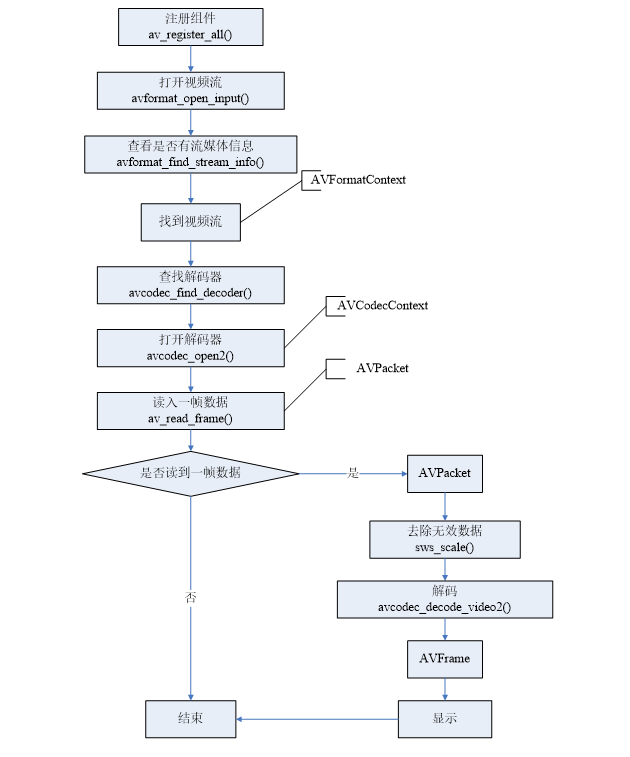 注册组件
av_register_all()
打开视频流
avformat_open_input()
查看是否有流媒体信息
avformat_find_stream_info()
AVFormatContext
找到视频流
查找解码器
avcodec_find_decoder()
AVCodecContext
打开解码器
avcodec_open2()
AVPacket
读入一帧数据
av_read_frame()
是否读到一帧数据
是
AVPacket
去除无效数据
sws_scale()
解码
avcodec_decode_video2()
否
AVFrame
结束
显示